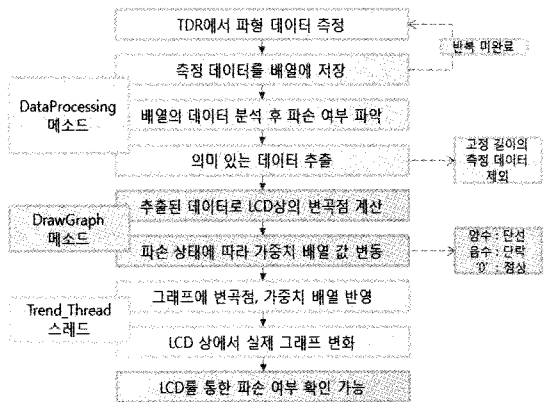 TDR에서 파형 데이터 측정
반복 미완료
측정 데이터를 배열에 저장
DataProcessing
메소드
배열의 데이터 분석 후 파손 여부 파악
의미 있는 데이터 추출
고정 길이의
측정 데이터
제외
추출된 데이터로 LCD상의 변곡점 계산
DrawGraph
메소드
파손 상태에 따라 가중치 배열 값 변동
양수 : 단선
음수 : 단락
'0' : 정상
그래프에 변곡점, 가중치 배열 반영
Trend_Thread
스레드
LCD 상에서 실제 그래프 변화
LCD를 통한 파손 여부 확인 가능